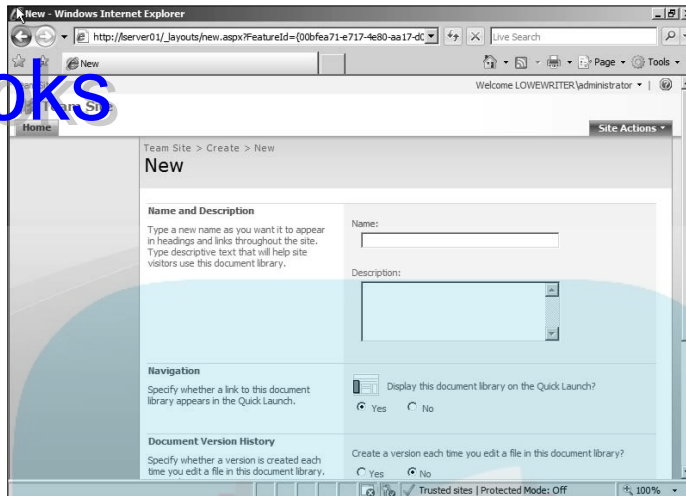 New - Windows Internet Explorer
http://lserver01/_layouts/new.aspx?FeatureId={00bfea71-e717-4e80-aa17-d0
Live Search
New
Page
Tools
oks
Welcome LOWEWRITER\administrator
Team Site
Home
Site Actions
Team Site > Create > New
New
Name and Description
Type a new name as you want it to appear
in headings and links throughout the site.
Type descriptive text that will help site
visitors use this document library.
Name:
Description:
Navigation
Specify whether a link to this document
library appears in the Quick Launch.
Display this document library on the Quick Launch?
Yes No
Document Version History
Specify whether a version is created each
time you edit a file in this document library.
Create a version each time you edit a file in this document library?
Yes No
Trusted sites | Protected Mode: Off
100%